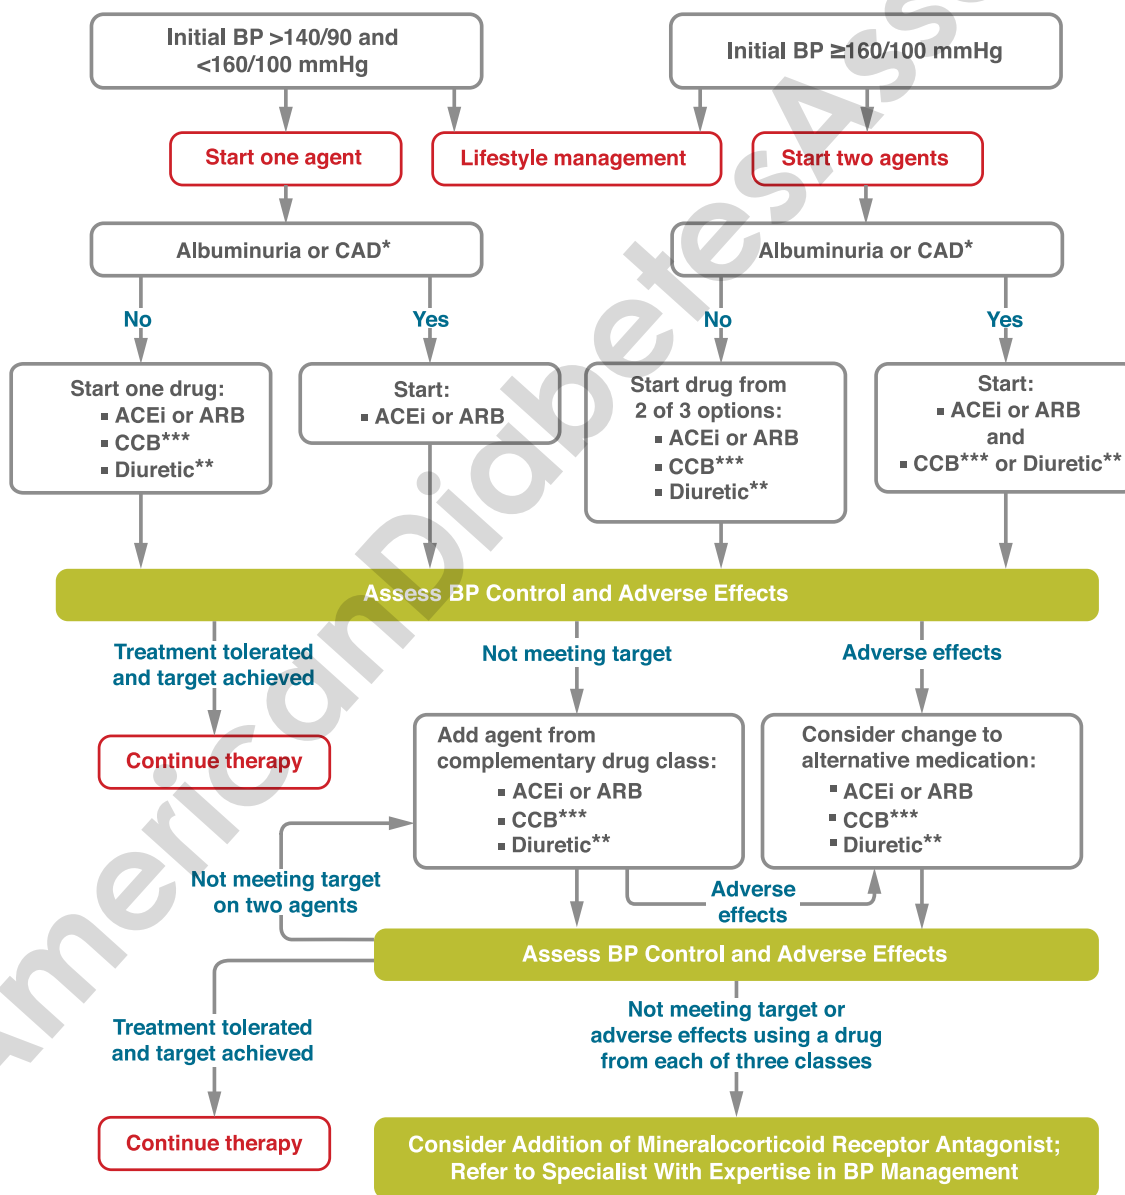 Initial BP >140/90 and
<160/100 mmHg
Initial BP ≥160/100 mmHg
Start one agent
Lifestyle management
Start two agents
Albuminuria or CAD*
Albuminuria or CAD*
No
Yes
No
Yes
Start one drug:
▪ ACEi or ARB
▪ CCB***
▪ Diuretic**
Start:
▪ ACEi or ARB
Start drug from
2 of 3 options:
▪ ACEi or ARB
▪ CCB***
▪ Diuretic**
Start:
▪ ACEi or ARB
and
▪ CCB*** or Diuretic**
Assess BP Control and Adverse Effects
Treatment tolerated
and target achieved
Not meeting target
Adverse effects
Continue therapy
Add agent from
complementary drug class:
▪ ACEi or ARB
▪ CCB***
▪ Diuretic**
Consider change to
alternative medication:
▪ ACEi or ARB
▪ CCB***
▪ Diuretic**
Not meeting target
on two agents
Adverse
effects
Assess BP Control and Adverse Effects
Treatment tolerated
and target achieved
Not meeting target or
adverse effects using a drug
from each of three classes
Continue therapy
Consider Addition of Mineralocorticoid Receptor Antagonist;
Refer to Specialist With Expertise in BP Management
AmericanDiabetesAss